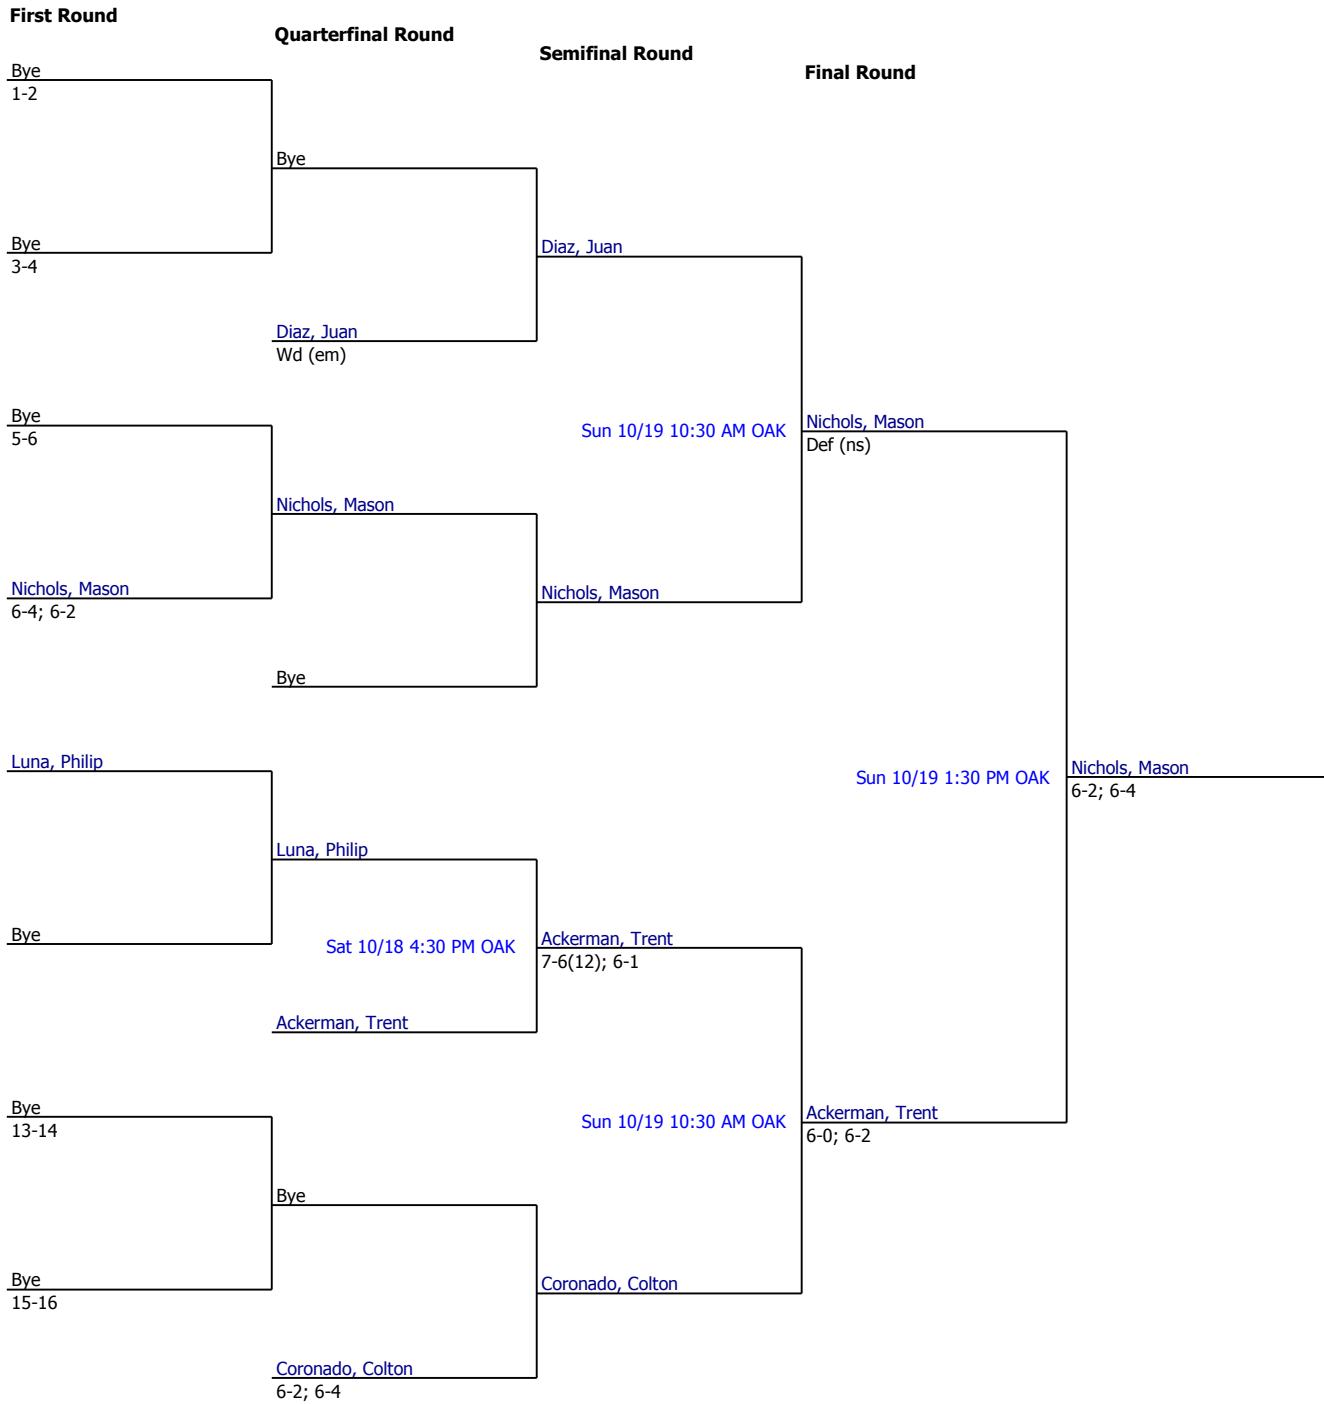 First Round
Quarterfinal Round
Semifinal Round
Final Round
Bye
1-2
Bye
Bye
3-4
Diaz, Juan
Diaz, Juan
Wd (em)
Bye
5-6
Sun 10/19 10:30 AM OAK
Nichols, Mason
Def (ns)
Nichols, Mason
Nichols, Mason
6-4; 6-2
Nichols, Mason
Bye
Luna, Philip
Sun 10/19 1:30 PM OAK
Nichols, Mason
6-2; 6-4
Luna, Philip
Bye
Sat 10/18 4:30 PM OAK
Ackerman, Trent
7-6(12); 6-1
Ackerman, Trent
Bye
13-14
Sun 10/19 10:30 AM OAK
Ackerman, Trent
6-0; 6-2
Bye
Bye
15-16
Coronado, Colton
Coronado, Colton
6-2; 6-4